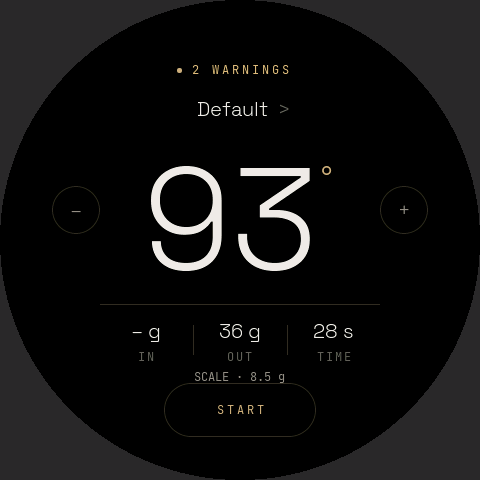 2 WARNINGS
Default >
93°
– +
– g 36 g 28 s
IN OUT TIME
SCALE · 8.5 g
START